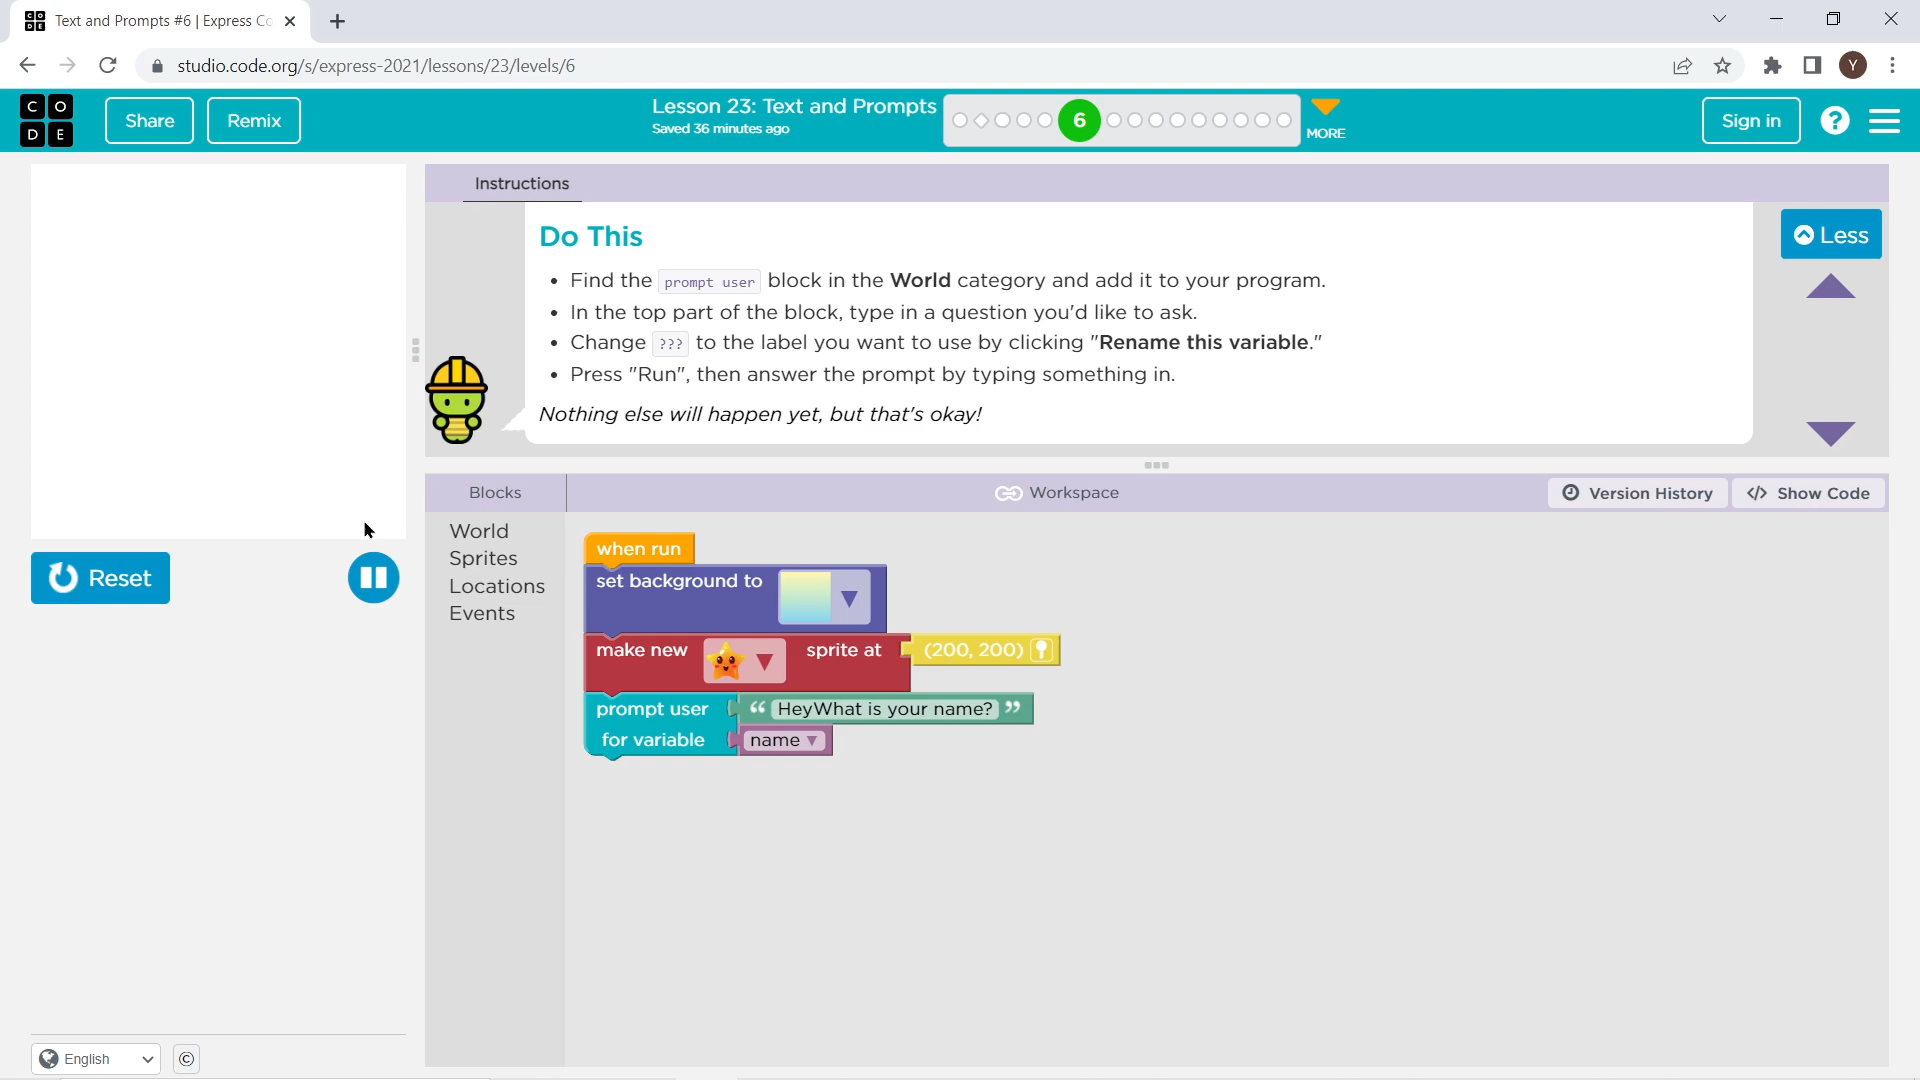 Text and Prompts #6 | Express Co
studio.code.org/s/express-2021/lessons/23/levels/6
Y
C O
D E
Share
Remix
Lesson 23: Text and Prompts
Saved 36 minutes ago
6
MORE
Sign in
?
Instructions
Do This
• Find the prompt user block in the World category and add it to your program.
• In the top part of the block, type in a question you'd like to ask.
• Change ??? to the label you want to use by clicking "Rename this variable."
• Press "Run", then answer the prompt by typing something in.
Nothing else will happen yet, but that's okay!
Less
Reset
Blocks
Workspace
Version History
</> Show Code
World
Sprites
Locations
Events
when run
set background to
make new sprite at (200, 200)
prompt user “ HeyWhat is your name? ”
for variable name
English
©